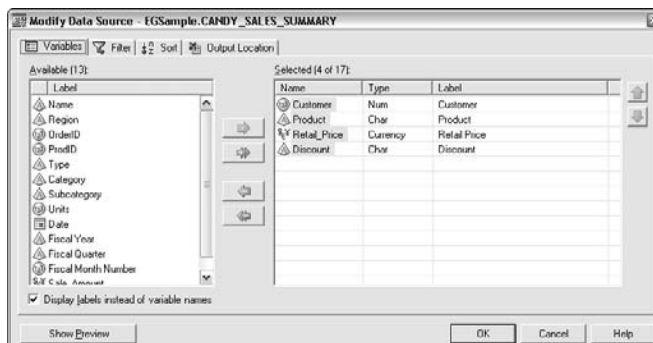 Modify Data Source - EGSample.CANDY_SALES_SUMMARY
Variables Filter Sort Output Location
Available (13):
Label
Name
Region
OrderID
ProdID
Type
Category
Subcategory
Units
Date
Fiscal Year
Fiscal Quarter
Fiscal Month Number
Sale Amount
Selected (4 of 17):
Name Type Label
Customer Num Customer
Product Char Product
Retail_Price Currency Retail Price
Discount Char Discount
Display labels instead of variable names
Show Preview OK Cancel Help